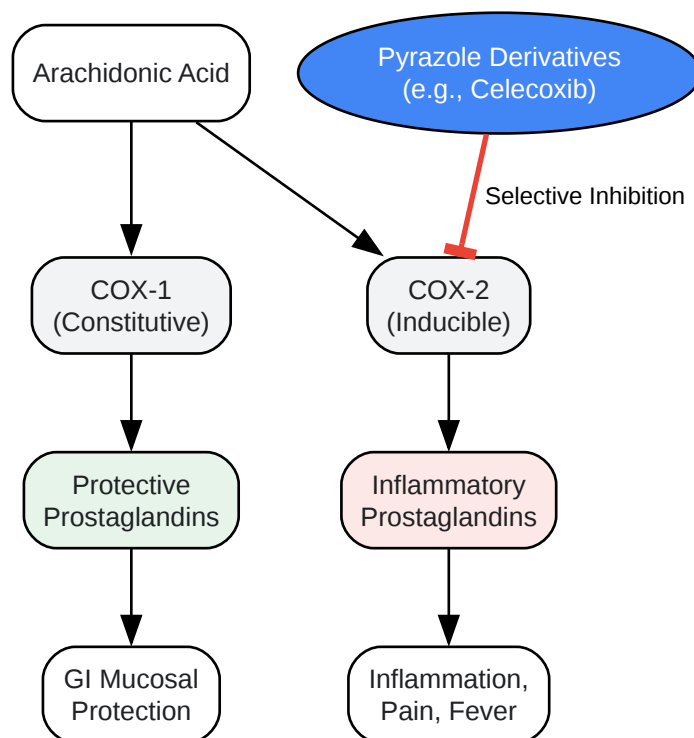 Arachidonic Acid
Pyrazole Derivatives
(e.g., Celecoxib)
Selective Inhibition
COX-1
(Constitutive)
COX-2
(Inducible)
Protective
Prostaglandins
Inflammatory
Prostaglandins
GI Mucosal
Protection
Inflammation,
Pain, Fever